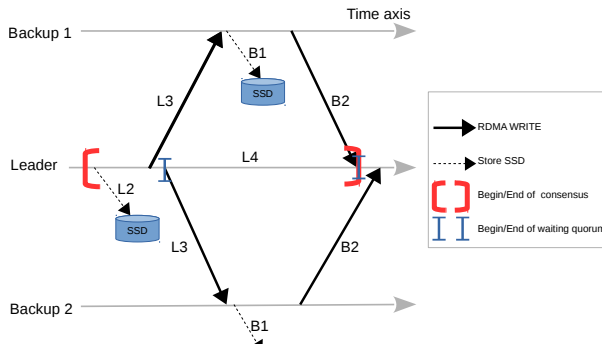 Time axis
Backup 1
B1
SSD
L3
B2
RDMA WRITE
Leader
L4
Store SSD
L2
Begin/End of consensus
SSD
Begin/End of waiting quorun
L3
B2
Backup 2
B1